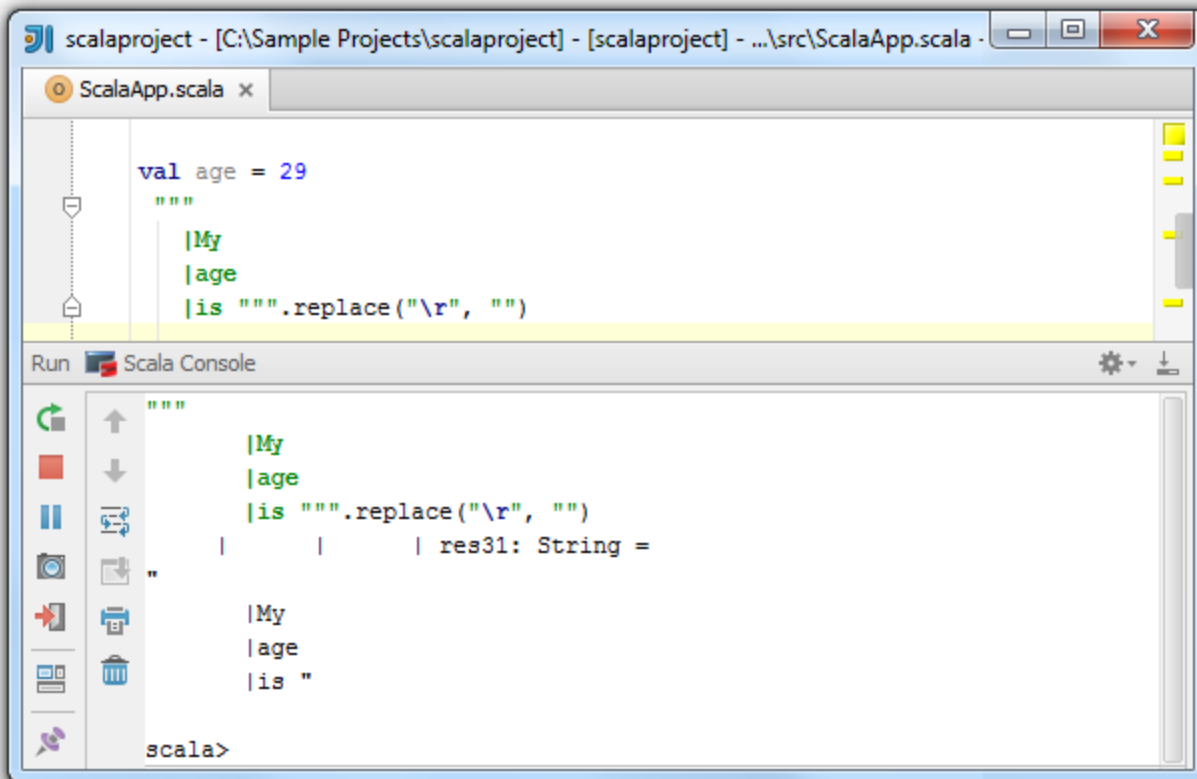 scalaproject - [C:\Sample Projects\scalaproject] - [scalaproject] - ...\src\ScalaApp.scala -
ScalaApp.scala
val age = 29
"""
|My
|age
|is """.replace("\r", "")
Run Scala Console
"""
|My
|age
|is """.replace("\r", "")
| | | res31: String =
"
|My
|age
|is "
scala>